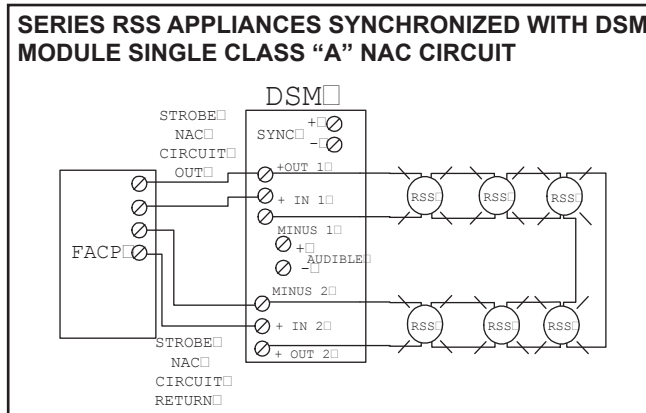 SERIES RSS APPLIANCES SYNCHRONIZED WITH DSM
MODULE SINGLE CLASS “A” NAC CIRCUIT
DSM□
STROBE□
NAC□
CIRCUIT□
OUT□
SYNC□
+□
-□
+OUT 1□
+ IN 1□
MINUS 1□
+□
AUDIBLE□
-□
MINUS 2□
+ IN 2□
+ OUT 2□
FACP□
STROBE□
NAC□
CIRCUIT□
RETURN□
RSS□
RSS□
RSS□
RSS□
RSS□
RSS□